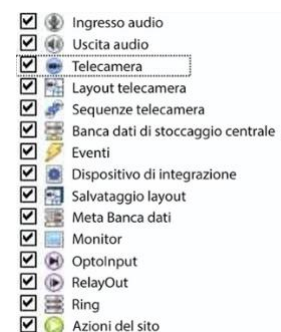 Ingresso audio
Uscita audio
Telecamera
Layout telecamera
Sequenze telecamera
Banca dati di stoccaggio centrale
Eventi
Dispositivo di integrazione
Salvataggio layout
Meta Banca dati
Monitor
OptoInput
RelayOut
Ring
Azioni del sito